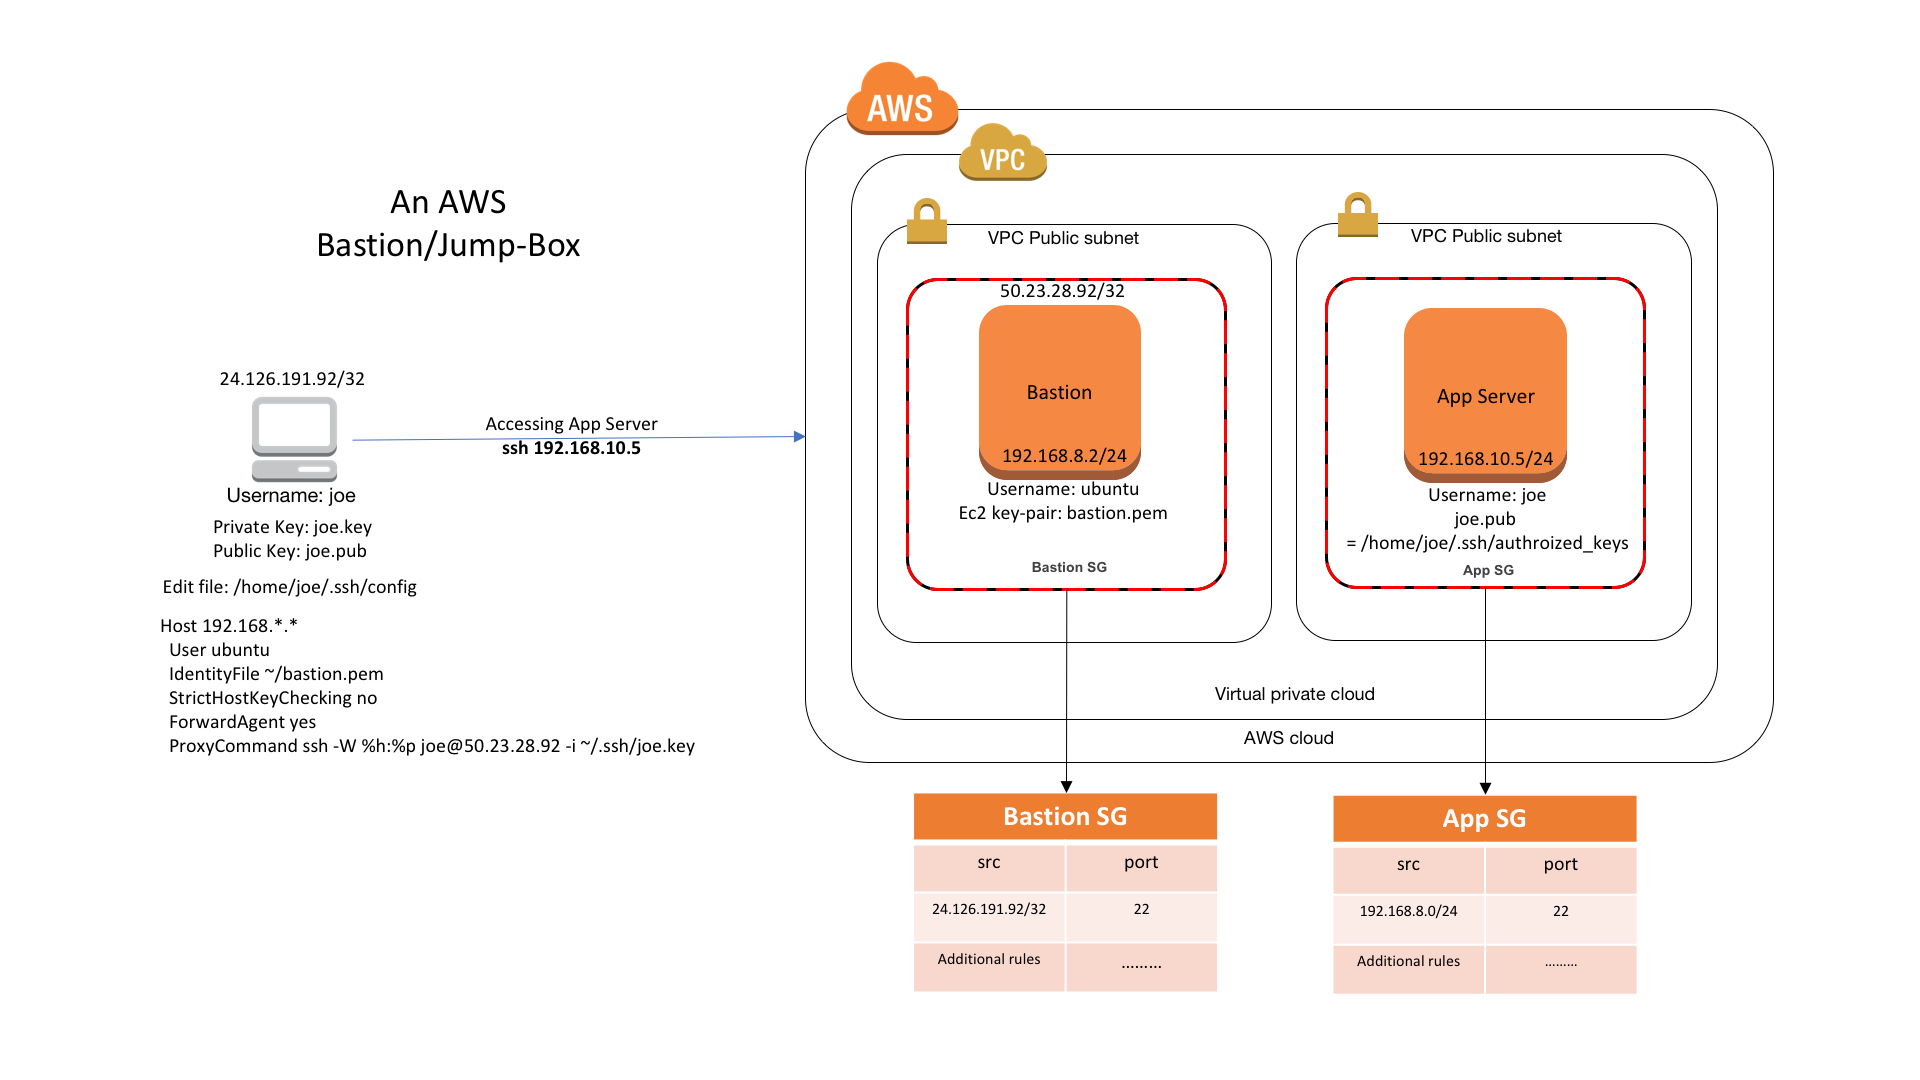 An AWS
Bastion/Jump-Box
24.126.191.92/32
Accessing App Server
ssh 192.168.10.5
Username: joe
Private Key: joe.key
Public Key: joe.pub
Edit file: /home/joe/.ssh/config
Host 192.168.*.*
User ubuntu
IdentityFile ~/bastion.pem
StrictHostKeyChecking no
ForwardAgent yes
ProxyCommand ssh -W %h:%p joe@50.23.28.92 -i ~/.ssh/joe.key
AWS
VPC
VPC Public subnet
50.23.28.92/32
Bastion
192.168.8.2/24
Username: ubuntu
Ec2 key-pair: bastion.pem
Bastion SG
VPC Public subnet
App Server
192.168.10.5/24
Username: joe
joe.pub
= /home/joe/.ssh/authroized_keys
App SG
Virtual private cloud
AWS cloud
Bastion SG
src port
24.126.191.92/32 22
Additional rules .........
App SG
src port
192.168.8.0/24 22
Additional rules .........